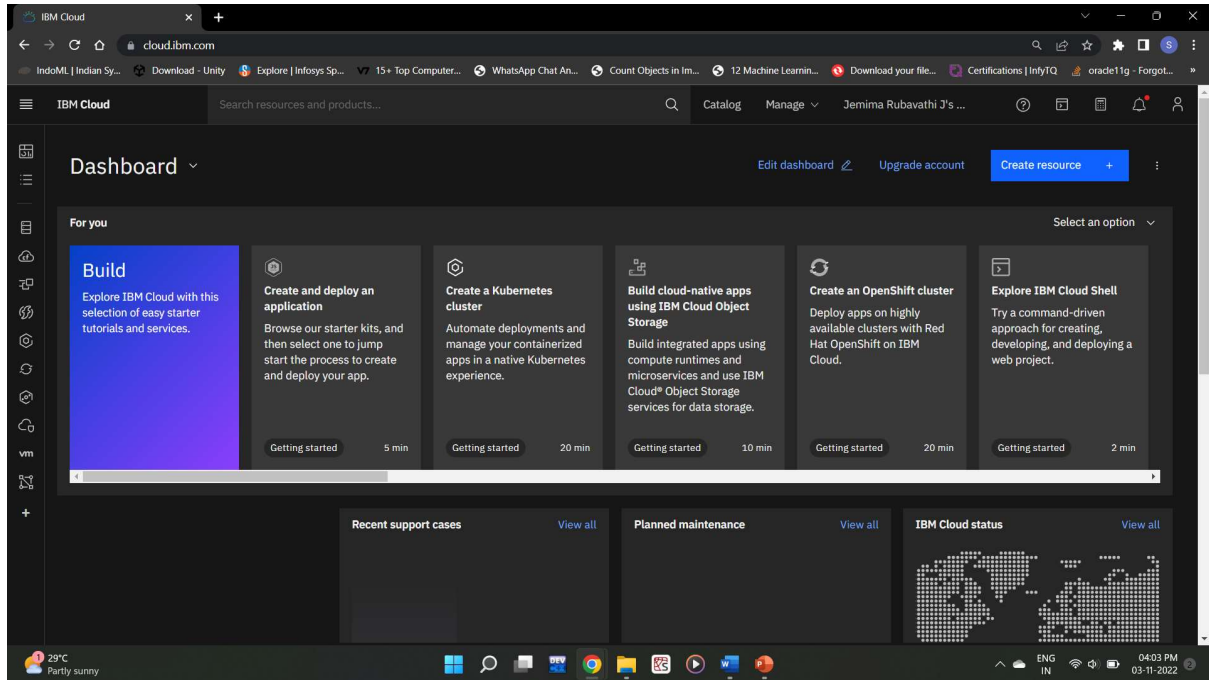 IBM Cloud
cloud.ibm.com
IndoML | Indian Sy...
Download - Unity
Explore | Infosys Sp...
15+ Top Computer...
WhatsApp Chat An...
Count Objects in Im...
12 Machine Learnin...
Download your file...
Certifications | InfyTQ
oracle11g - Forgot...
S
IBM Cloud
Search resources and products...
Catalog
Manage
Jemima Rubavathi J's ...
Dashboard
Edit dashboard
Upgrade account
Create resource +
For you
Select an option
Build
Explore IBM Cloud with this
selection of easy starter
tutorials and services.
Create and deploy an
application
Browse our starter kits, and
then select one to jump
start the process to create
and deploy your app.
Getting started
5 min
Create a Kubernetes
cluster
Automate deployments and
manage your containerized
apps in a native Kubernetes
experience.
Getting started
20 min
Build cloud-native apps
using IBM Cloud Object
Storage
Build integrated apps using
compute runtimes and
microservices and use IBM
Cloud® Object Storage
services for data storage.
Getting started
10 min
Create an OpenShift cluster
Deploy apps on highly
available clusters with Red
Hat OpenShift on IBM
Cloud.
Getting started
20 min
Explore IBM Cloud Shell
Try a command-driven
approach for creating,
developing, and deploying a
web project.
Getting started
2 min
vm
Recent support cases
View all
Planned maintenance
View all
IBM Cloud status
View all
1
29°C
Partly sunny
DEV
ENG
IN
04:03 PM
03-11-2022